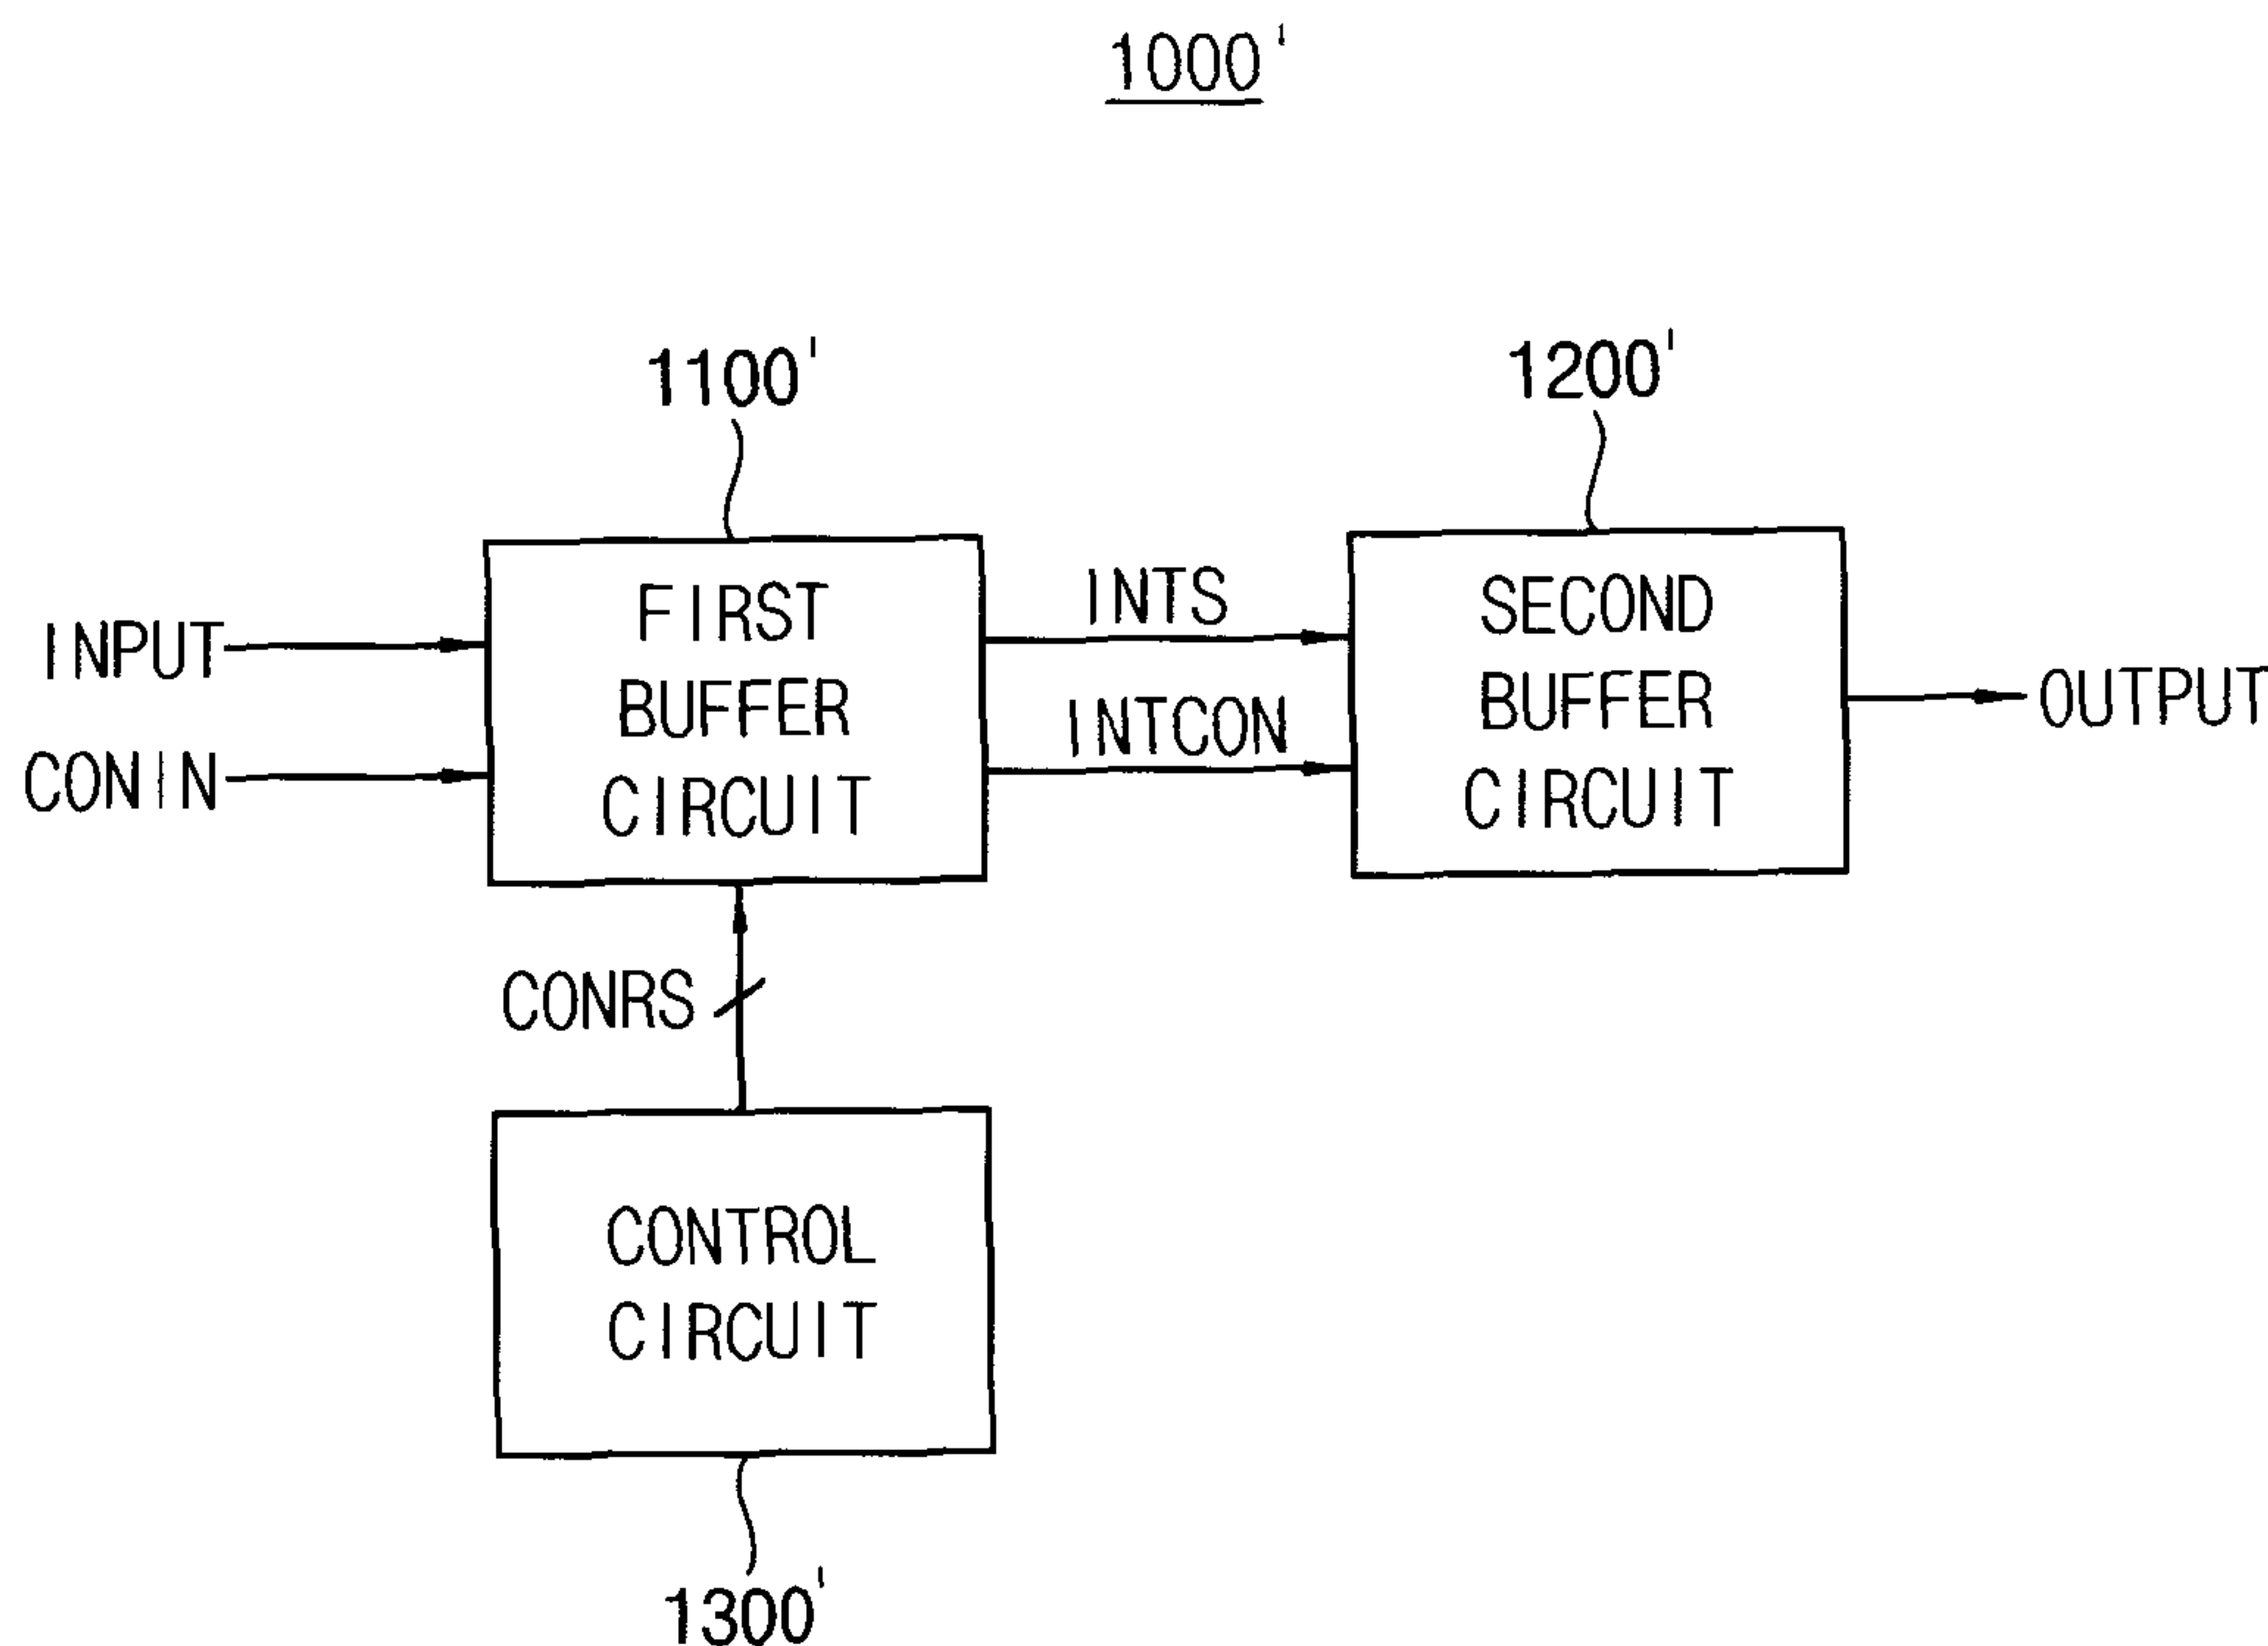 1000'
1100'
1200'
FIRST
BUFFER
CIRCUIT
INPUT
CONIN
INTS
INTCON
SECOND
BUFFER
CIRCUIT
OUTPUT
CONRS
CONTROL
CIRCUIT
1300'